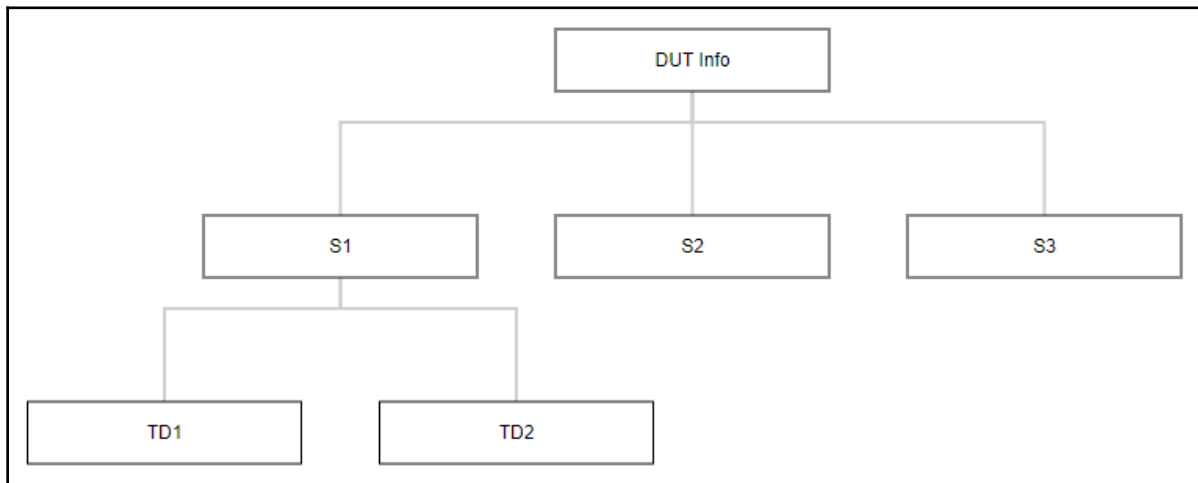 DUT Info
S1
S2
S3
TD1
TD2